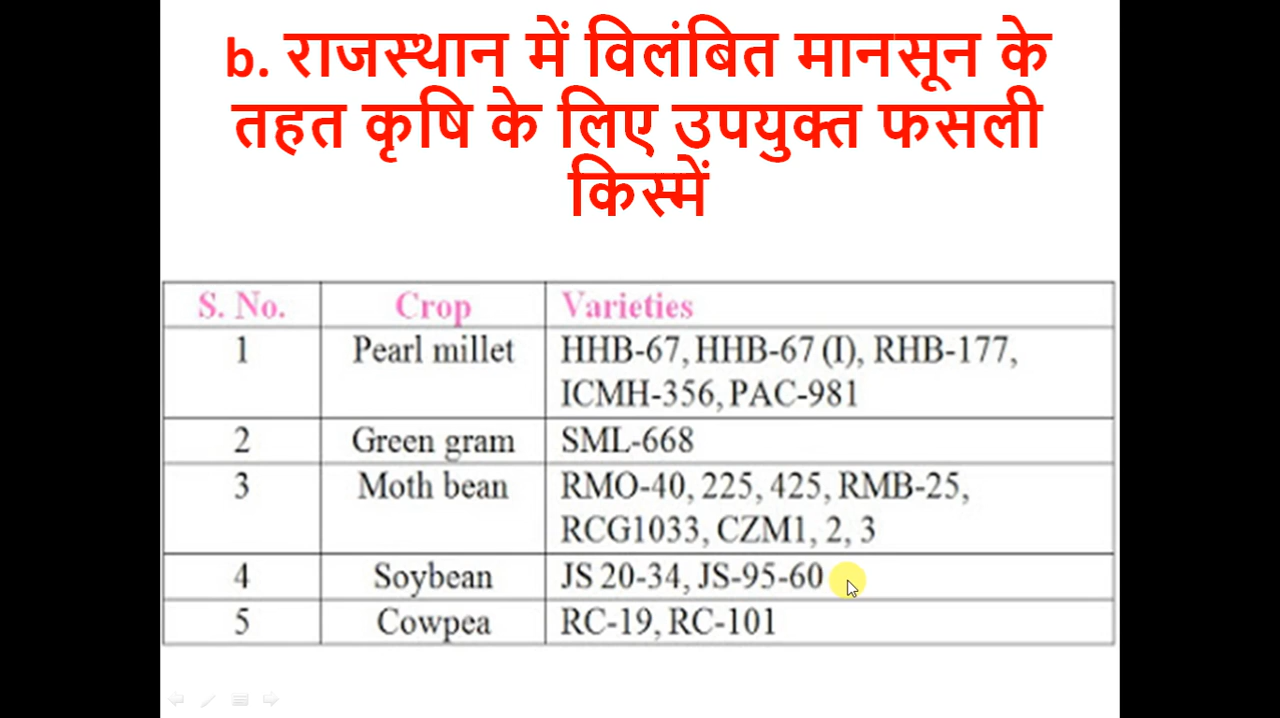 b. राजस्थान में विलंबित मानसून के
तहत कृषि के लिए उपयुक्त फसली
किस्में
S. No. Crop Varieties
1 Pearl millet HHB-67, HHB-67 (I), RHB-177,
ICMH-356, PAC-981
2 Green gram SML-668
3 Moth bean RMO-40, 225, 425, RMB-25,
RCG1033, CZM1, 2, 3
4 Soybean JS 20-34, JS-95-60
5 Cowpea RC-19, RC-101